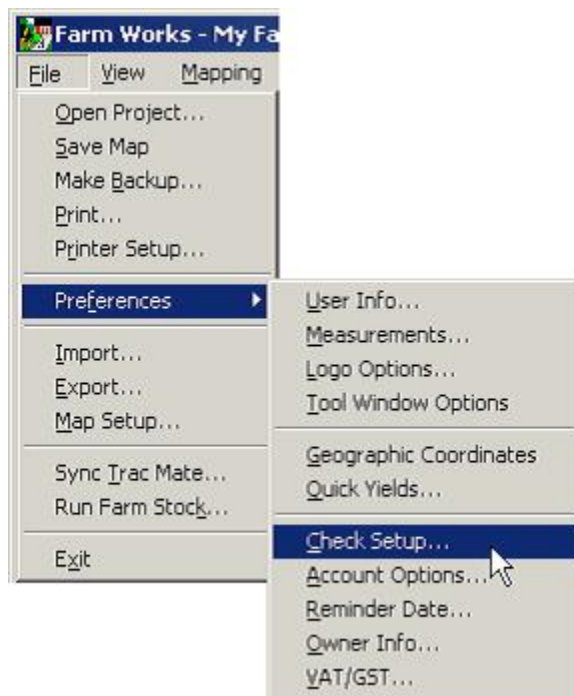 Farm Works - My Fa
File View Mapping
Open Project...
Save Map
Make Backup...
Print...
Printer Setup...
Preferences
Import...
Export...
Map Setup...
Sync Trac Mate...
Run Farm Stock...
Exit
User Info...
Measurements...
Logo Options...
Tool Window Options
Geographic Coordinates
Quick Yields...
Check Setup...
Account Options...
Reminder Date...
Owner Info...
VAT/GST...